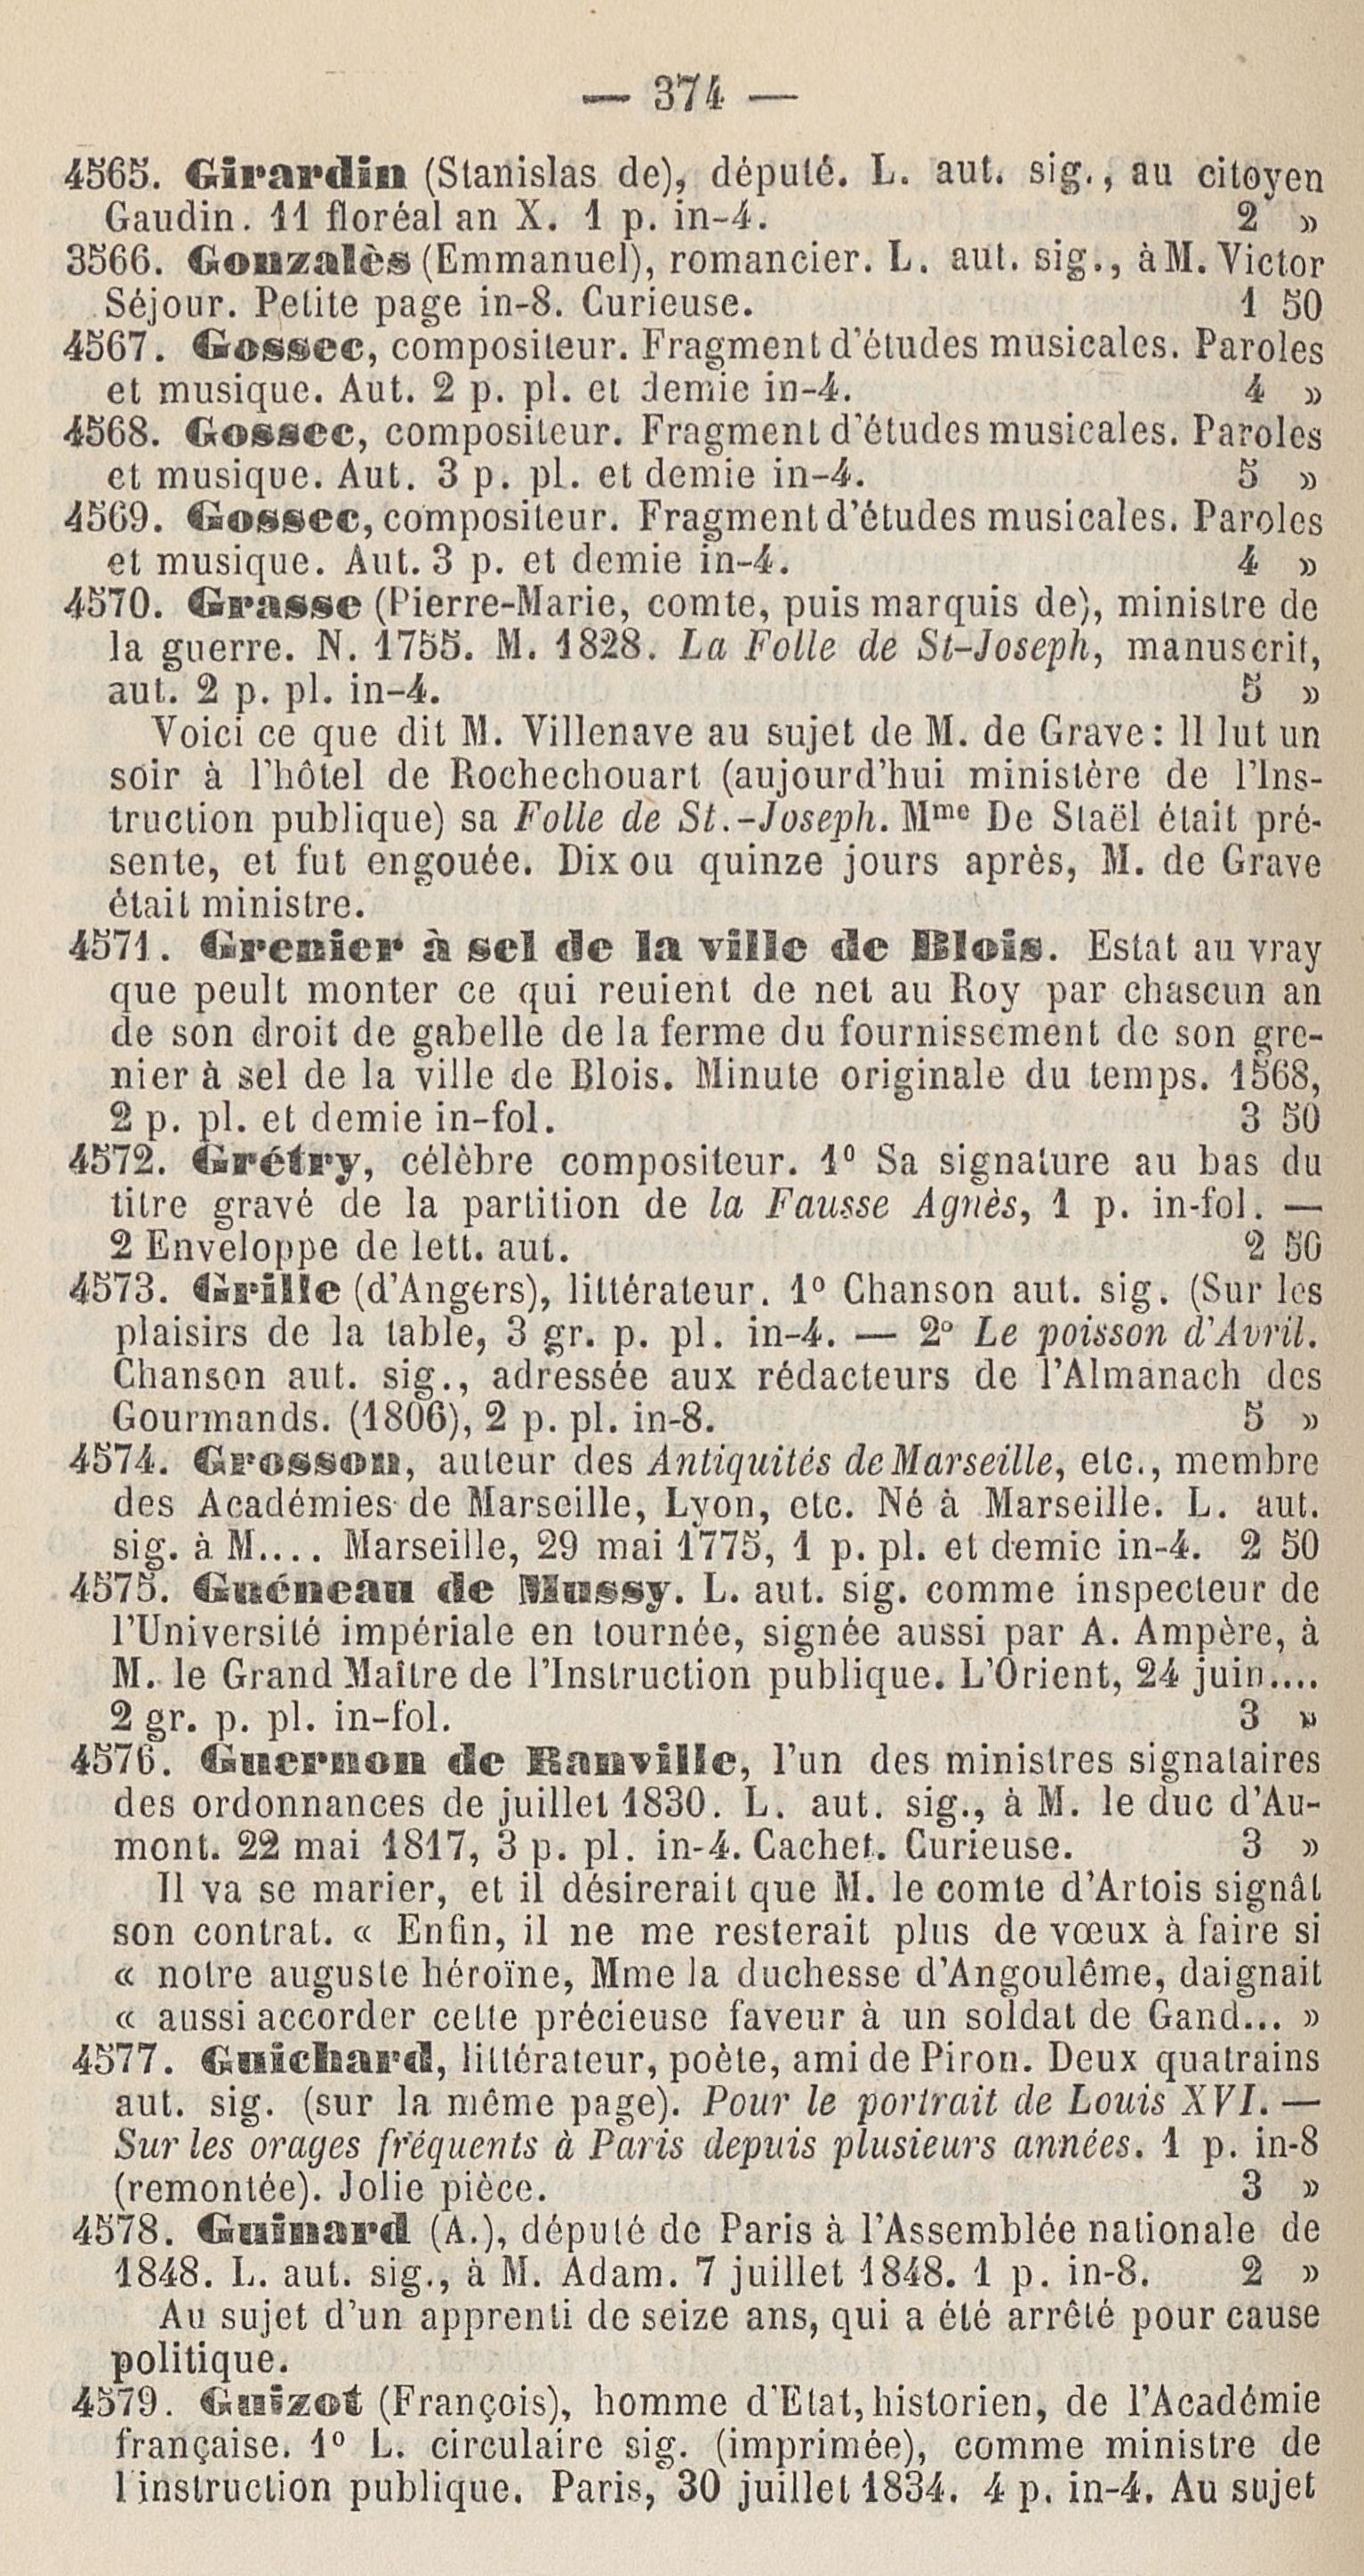 — 374 —
4565. Girardin (Stanislas de), député. L. aut. sig., au citoyen
Gaudin. 11 floréal an X. 1 p. in-4. 2 »
3566. Gonzalès (Emmanuel), romancier. L. aut. sig., à M. Victor
Séjour. Petite page in-8. Curieuse. 1 50
4567. Gossec, compositeur. Fragment d'études musicales. Paroles
et musique. Aut. 2 p. pl. et demie in-4. 4 »
4568. Gossec, compositeur. Fragment d'études musicales. Paroles
et musique. Aut. 3 p. pl. et demie in-4. 5 »
4569. Gossec, compositeur. Fragment d'études musicales. Paroles
et musique. Aut. 3 p. et demie in-4. 4 »
4570. Grasse (Pierre-Marie, comte, puis marquis de), ministre de
la guerre. N. 1755. M. 1828. La Folle de St-Joseph, manuscrit,
aut. 2 p. pl. in-4. 5 »
Voici ce que dit M. Villenave au sujet de M. de Grave : Il lut un
soir à l'hôtel de Rochechouart (aujourd'hui ministère de l'Ins-
truction publique) sa Folle de St.-Joseph. Mme De Staël était pré-
sente, et fut engouée. Dix ou quinze jours après, M. de Grave
était ministre.
4571. Grenier à sel de la ville de Blois. Estat au vray
que peult monter ce qui reuient de net au Roy par chascun an
de son droit de gabelle de la ferme du fournissement de son gre-
nier à sel de la ville de Blois. Minute originale du temps. 1568,
2 p. pl. et demie in-fol. 3 50
4572. Grétry, célèbre compositeur. 1º Sa signature au bas du
titre gravé de la partition de la Fausse Agnès, 1 p. in-fol. —
2 Enveloppe de lett. aut. 2 50
4573. Grille (d'Angers), littérateur. 1º Chanson aut. sig. (Sur les
plaisirs de la table, 3 gr. p. pl. in-4. — 2º Le poisson d'Avril.
Chanson aut. sig., adressée aux rédacteurs de l'Almanach des
Gourmands. (1806), 2 p. pl. in-8. 5 »
4574. Grosson, auteur des Antiquités de Marseille, etc., membre
des Académies de Marseille, Lyon, etc. Né à Marseille. L. aut.
sig. à M.... Marseille, 29 mai 1775, 1 p. pl. et demie in-4. 2 50
4575. Guéneau de Mussy. L. aut. sig. comme inspecteur de
l'Université impériale en tournée, signée aussi par A. Ampère, à
M. le Grand Maître de l'Instruction publique. L'Orient, 24 juin....
2 gr. p. pl. in-fol. 3 »
4576. Guernon de Ranville, l'un des ministres signataires
des ordonnances de juillet 1830. L. aut. sig., à M. le duc d'Au-
mont. 22 mai 1817, 3 p. pl. in-4. Cachet. Curieuse. 3 »
Il va se marier, et il désirerait que M. le comte d'Artois signât
son contrat. « Enfin, il ne me resterait plus de vœux à faire si
« notre auguste héroïne, Mme la duchesse d'Angoulême, daignait
« aussi accorder cette précieuse faveur à un soldat de Gand... »
4577. Guichard, littérateur, poète, ami de Piron. Deux quatrains
aut. sig. (sur la même page). Pour le portrait de Louis XVI. —
Sur les orages fréquents à Paris depuis plusieurs années. 1 p. in-8
(remontée). Jolie pièce. 3 »
4578. Guinard (A.), député de Paris à l'Assemblée nationale de
1848. L. aut. sig., à M. Adam. 7 juillet 1848. 1 p. in-8. 2 »
Au sujet d'un apprenti de seize ans, qui a été arrêté pour cause
politique.
4579. Guizot (François), homme d'Etat, historien, de l'Académie
française. 1º L. circulaire sig. (imprimée), comme ministre de
l'instruction publique. Paris, 30 juillet 1834. 4 p. in-4. Au sujet